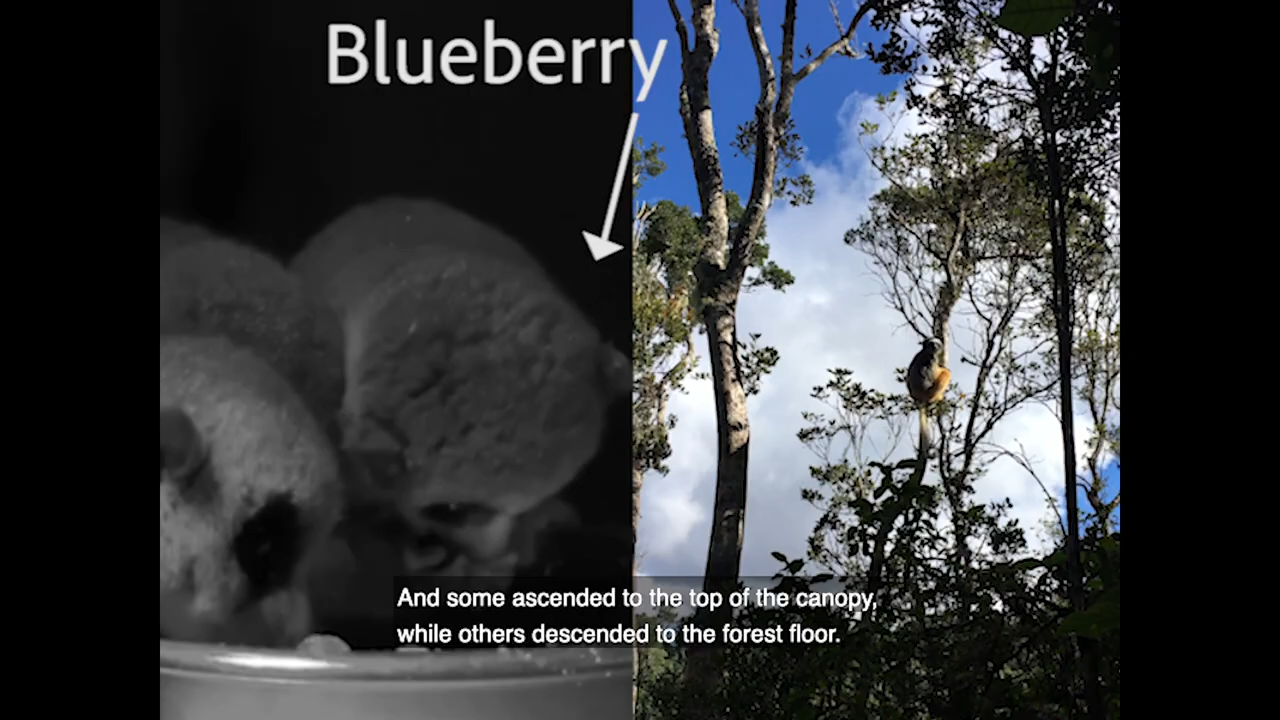 Blueberry
And some ascended to the top of the canopy,
while others descended to the forest floor.